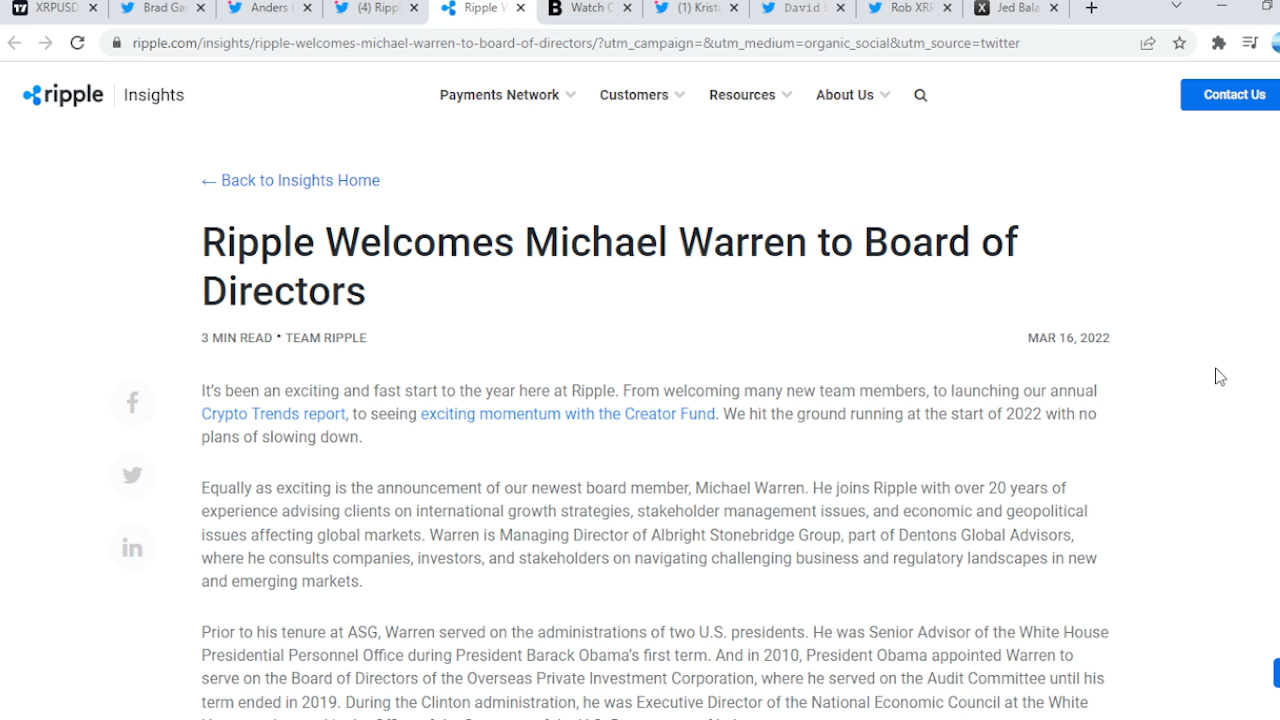 XRPUSD
Brad Ga
Anders
(4) Rippl
Ripple W
Watch C
(1) Krist
David S
Rob XRP
Jed Bala
ripple.com/insights/ripple-welcomes-michael-warren-to-board-of-directors/?utm_campaign=&utm_medium=organic_social&utm_source=twitter
ripple Insights Payments Network Customers Resources About Us Contact Us
← Back to Insights Home
Ripple Welcomes Michael Warren to Board of
Directors
3 MIN READ • TEAM RIPPLE MAR 16, 2022
It's been an exciting and fast start to the year here at Ripple. From welcoming many new team members, to launching our annual
Crypto Trends report, to seeing exciting momentum with the Creator Fund. We hit the ground running at the start of 2022 with no
plans of slowing down.
Equally as exciting is the announcement of our newest board member, Michael Warren. He joins Ripple with over 20 years of
experience advising clients on international growth strategies, stakeholder management issues, and economic and geopolitical
issues affecting global markets. Warren is Managing Director of Albright Stonebridge Group, part of Dentons Global Advisors,
where he consults companies, investors, and stakeholders on navigating challenging business and regulatory landscapes in new
and emerging markets.
Prior to his tenure at ASG, Warren served on the administrations of two U.S. presidents. He was Senior Advisor of the White House
Presidential Personnel Office during President Barack Obama's first term. And in 2010, President Obama appointed Warren to
serve on the Board of Directors of the Overseas Private Investment Corporation, where he served on the Audit Committee until his
term ended in 2019. During the Clinton administration, he was Executive Director of the National Economic Council at the White